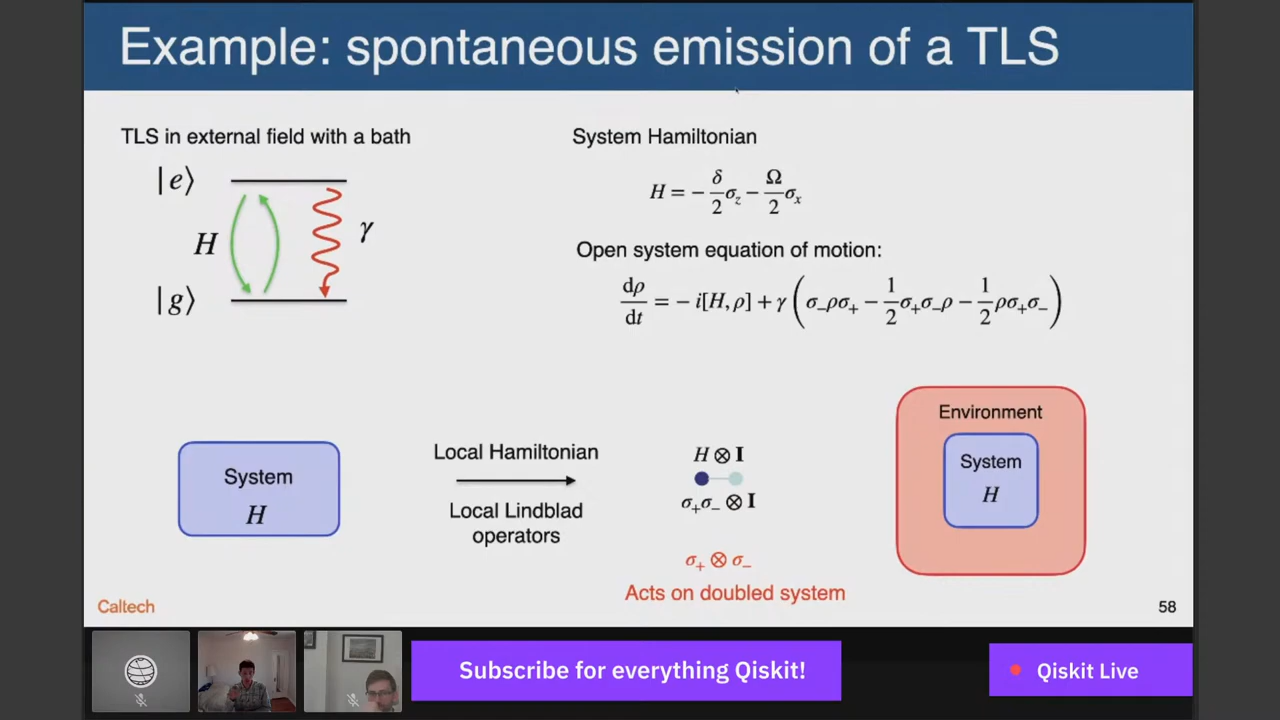 Example: spontaneous emission of a TLS
TLS in external field with a bath
|e⟩
H
γ
|g⟩
System Hamiltonian
H = − δ/2 σ_z − Ω/2 σ_x
Open system equation of motion:
dρ/dt = − i[H, ρ] + γ (σ_−ρσ_+ − 1/2 σ_+σ_−ρ − 1/2 ρσ_+σ_−)
System
H
Local Hamiltonian
Local Lindblad
operators
H ⊗ I
σ_+σ_− ⊗ I
σ_+ ⊗ σ_−
Acts on doubled system
Environment
System
H
Caltech
58
Subscribe for everything Qiskit!
Qiskit Live